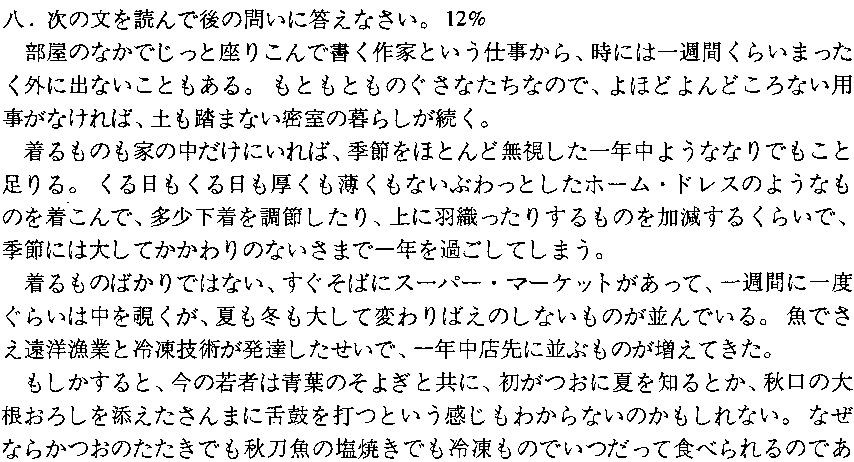 八．次の文を読んで後の問いに答えなさい。12%
部屋のなかでじっと座りこんで書く作家という仕事から、時には一週間くらいまった
く外に出ないこともある。もともとものぐさなたちなので、よほどよんどころない用
事がなければ、土も踏まない密室の暮らしが続く。
着るものも家の中だけにいれば、季節をほとんど無視した一年中ようななりでもこと
足りる。くる日もくる日も厚くも薄くもないぶわっとしたホーム・ドレスのようなも
のを着こんで、多少下着を調節したり、上に羽織ったりするものを加減するくらいで、
季節には大してかかわりのないさまで一年を過ごしてしまう。
着るものばかりではない、すぐそばにスーパー・マーケットがあって、一週間に一度
ぐらいは中を覗くが、夏も冬も大して変わりばえのしないものが並んでいる。魚でさ
え遠洋漁業と冷凍技術が発達したせいで、一年中店先に並ぶものが増えてきた。
もしかすると、今の若者は青葉のそよぎと共に、初がつおに夏を知るとか、秋口の大
根おろしを添えたさんまに舌鼓を打つという感じもわからないのかもしれない。なぜ
ならかつおのたたきでも秋刀魚の塩焼きでも冷凍ものでいつだって食べられるのであ